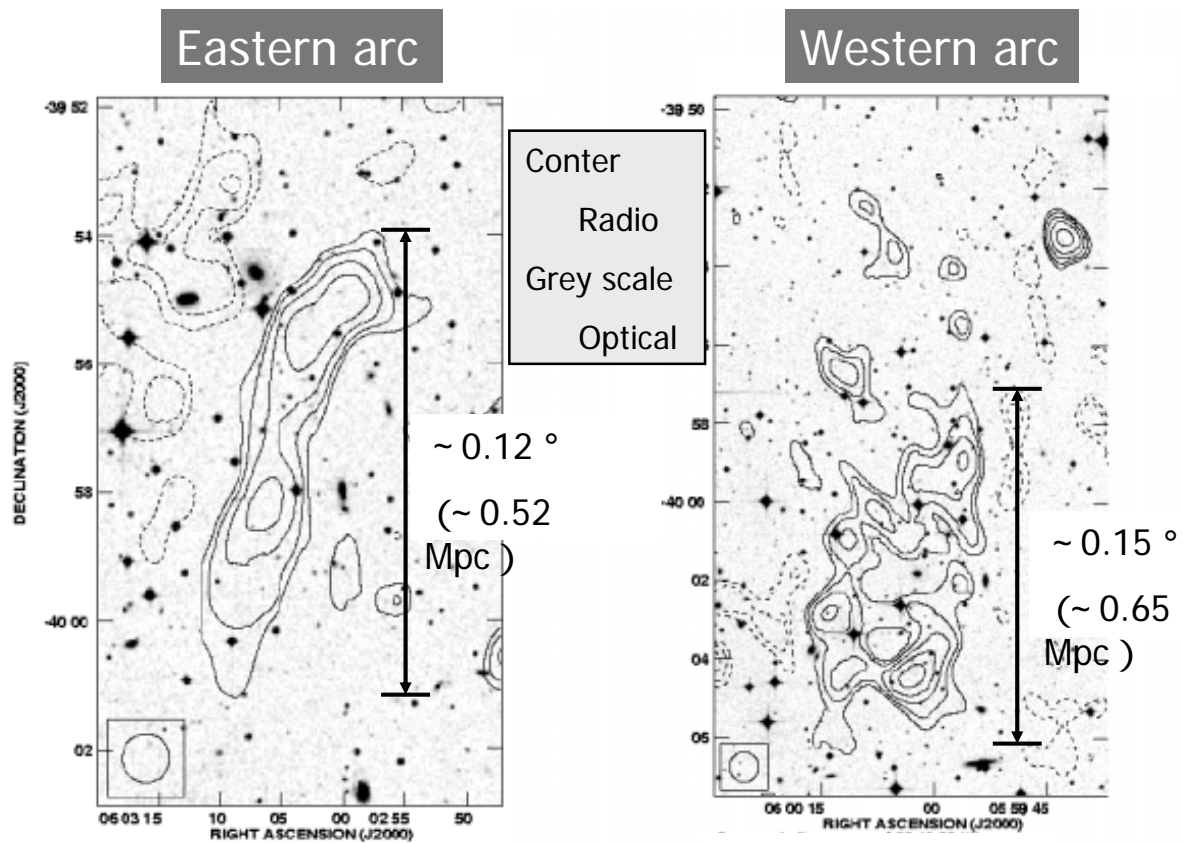 Eastern arc
Western arc
-39 52
54
56
58
-40 00
02
DECLINATION (J2000)
06 03 15 10 05 00 02 55 50
RIGHT ASCENSION (J2000)
~ 0.12 °
(~ 0.52
Mpc )
Conter
Radio
Grey scale
Optical
-39 50
58
-40 00
02
04
06
06 00 15 00 05 59 45
RIGHT ASCENSION (J2000)
~ 0.15 °
(~ 0.65
Mpc )